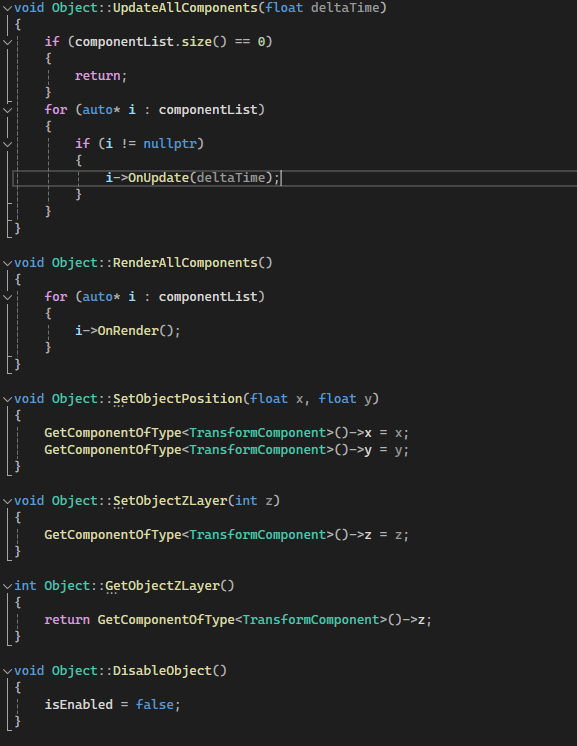 void Object::UpdateAllComponents(float deltaTime)
{
    if (componentList.size() == 0)
    {
        return;
    }
    for (auto* i : componentList)
    {
        if (i != nullptr)
        {
            i->OnUpdate(deltaTime);
        }
    }
}

void Object::RenderAllComponents()
{
    for (auto* i : componentList)
    {
        i->OnRender();
    }
}

void Object::SetObjectPosition(float x, float y)
{
    GetComponentOfType<TransformComponent>()->x = x;
    GetComponentOfType<TransformComponent>()->y = y;
}

void Object::SetObjectZLayer(int z)
{
    GetComponentOfType<TransformComponent>()->z = z;
}

int Object::GetObjectZLayer()
{
    return GetComponentOfType<TransformComponent>()->z;
}

void Object::DisableObject()
{
    isEnabled = false;
}